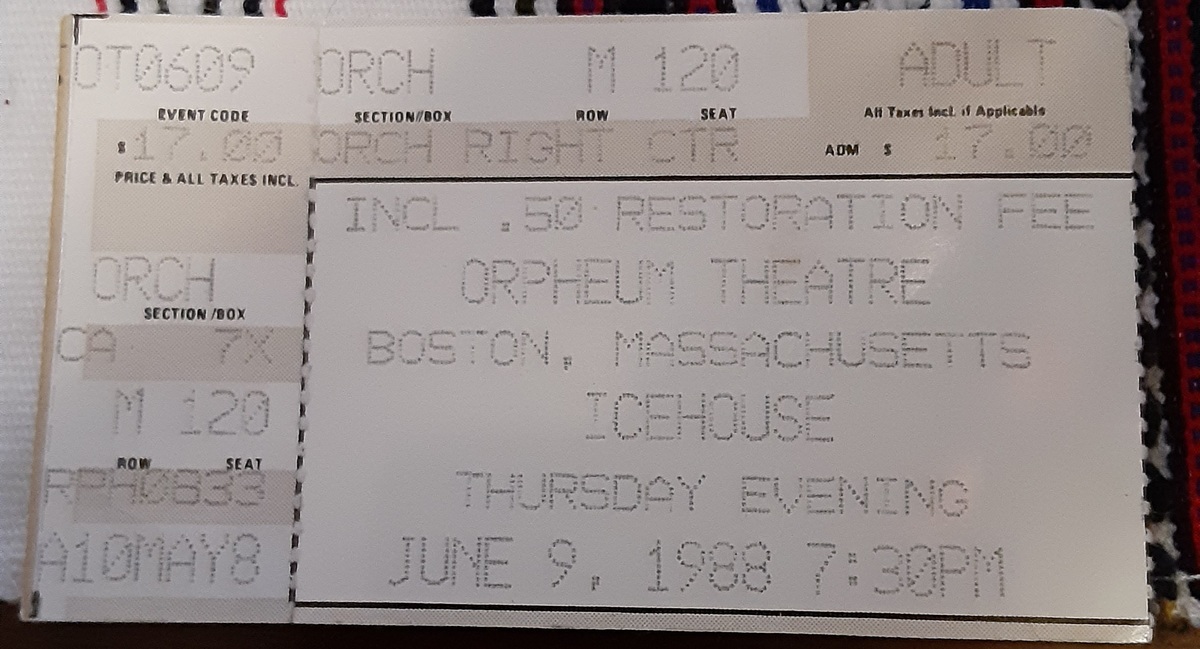 OT0609
EVENT CODE
$17.00
PRICE & ALL TAXES INCL.
ORCH
SECTION/BOX
CA 7X
M 120
ROW SEAT
RPH0B33
A10MAY8
ORCH M 120 ADULT
SECTION/BOX ROW SEAT All Taxes Incl. if Applicable
ORCH RIGHT CTR ADM $ 17.00
INCL .50 RESTORATION FEE
ORPHEUM THEATRE
BOSTON, MASSACHUSETTS
ICEHOUSE
THURSDAY EVENING
JUNE 9, 1988 7:30PM